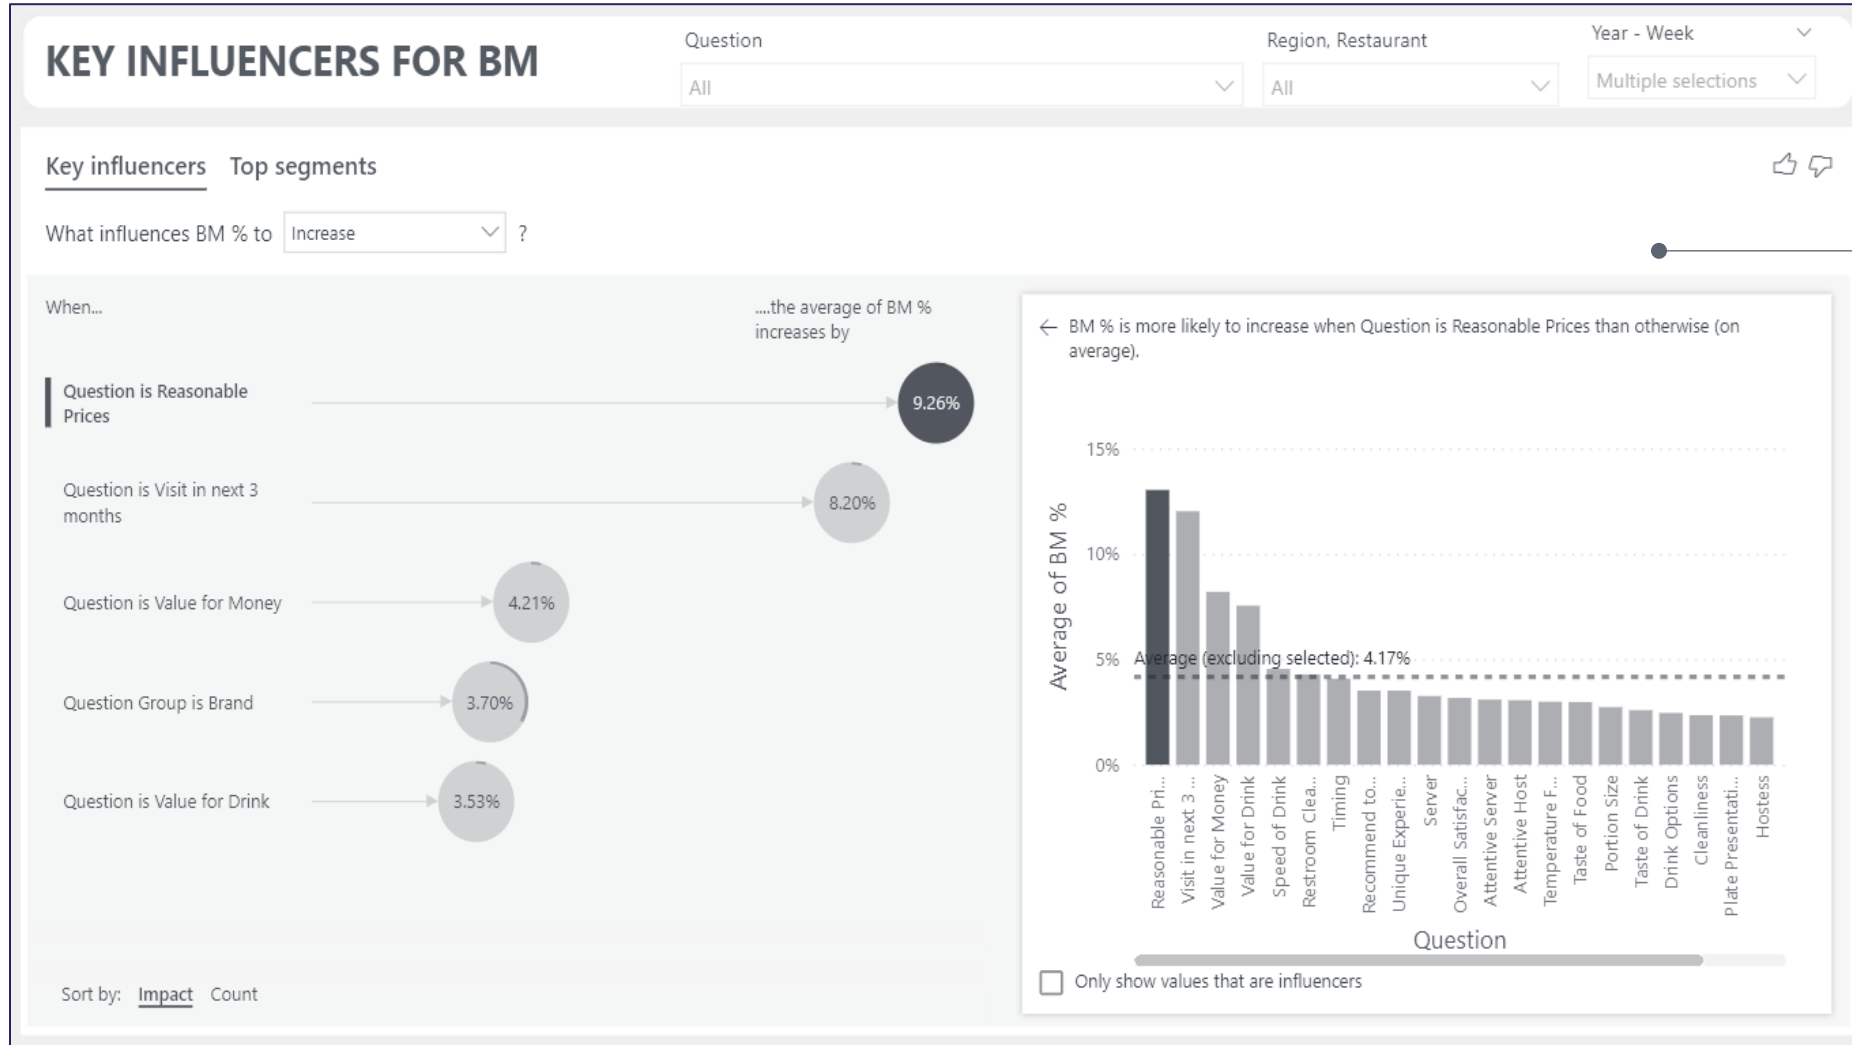 KEY INFLUENCERS FOR BM
Question
All
Region, Restaurant
All
Year - Week
Multiple selections
Key influencers
Top segments
What influences BM % to
Increase
?
When...
....the average of BM %
increases by
Question is Reasonable
Prices
9.26%
Question is Visit in next 3
months
8.20%
Question is Value for Money
4.21%
Question Group is Brand
3.70%
Question is Value for Drink
3.53%
Sort by: Impact Count
BM % is more likely to increase when Question is Reasonable Prices than otherwise (on
average).
Average of BM %
15%
10%
5%
0%
Average (excluding selected): 4.17%
Reasonable Pri...
Visit in next 3 ...
Value for Money
Value for Drink
Speed of Drink
Restroom Clea...
Timing
Recommend to...
Unique Experie...
Server
Overall Satisfac...
Attentive Server
Attentive Host
Temperature F...
Taste of Food
Portion Size
Taste of Drink
Drink Options
Cleanliness
Plate Presentati...
Hostess
Question
Only show values that are influencers